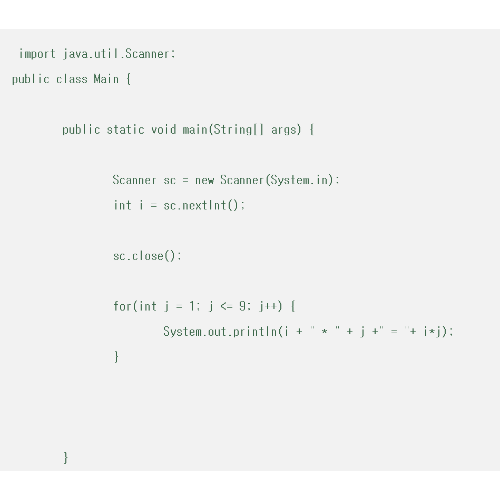 import java.util.Scanner;
public class Main {
public static void main(String[] args) {
Scanner sc = new Scanner(System.in);
int i = sc.nextInt();
sc.close();
for(int j = 1; j <= 9; j++) {
System.out.println(i + " * " + j +" = "+ i*j);
}
}